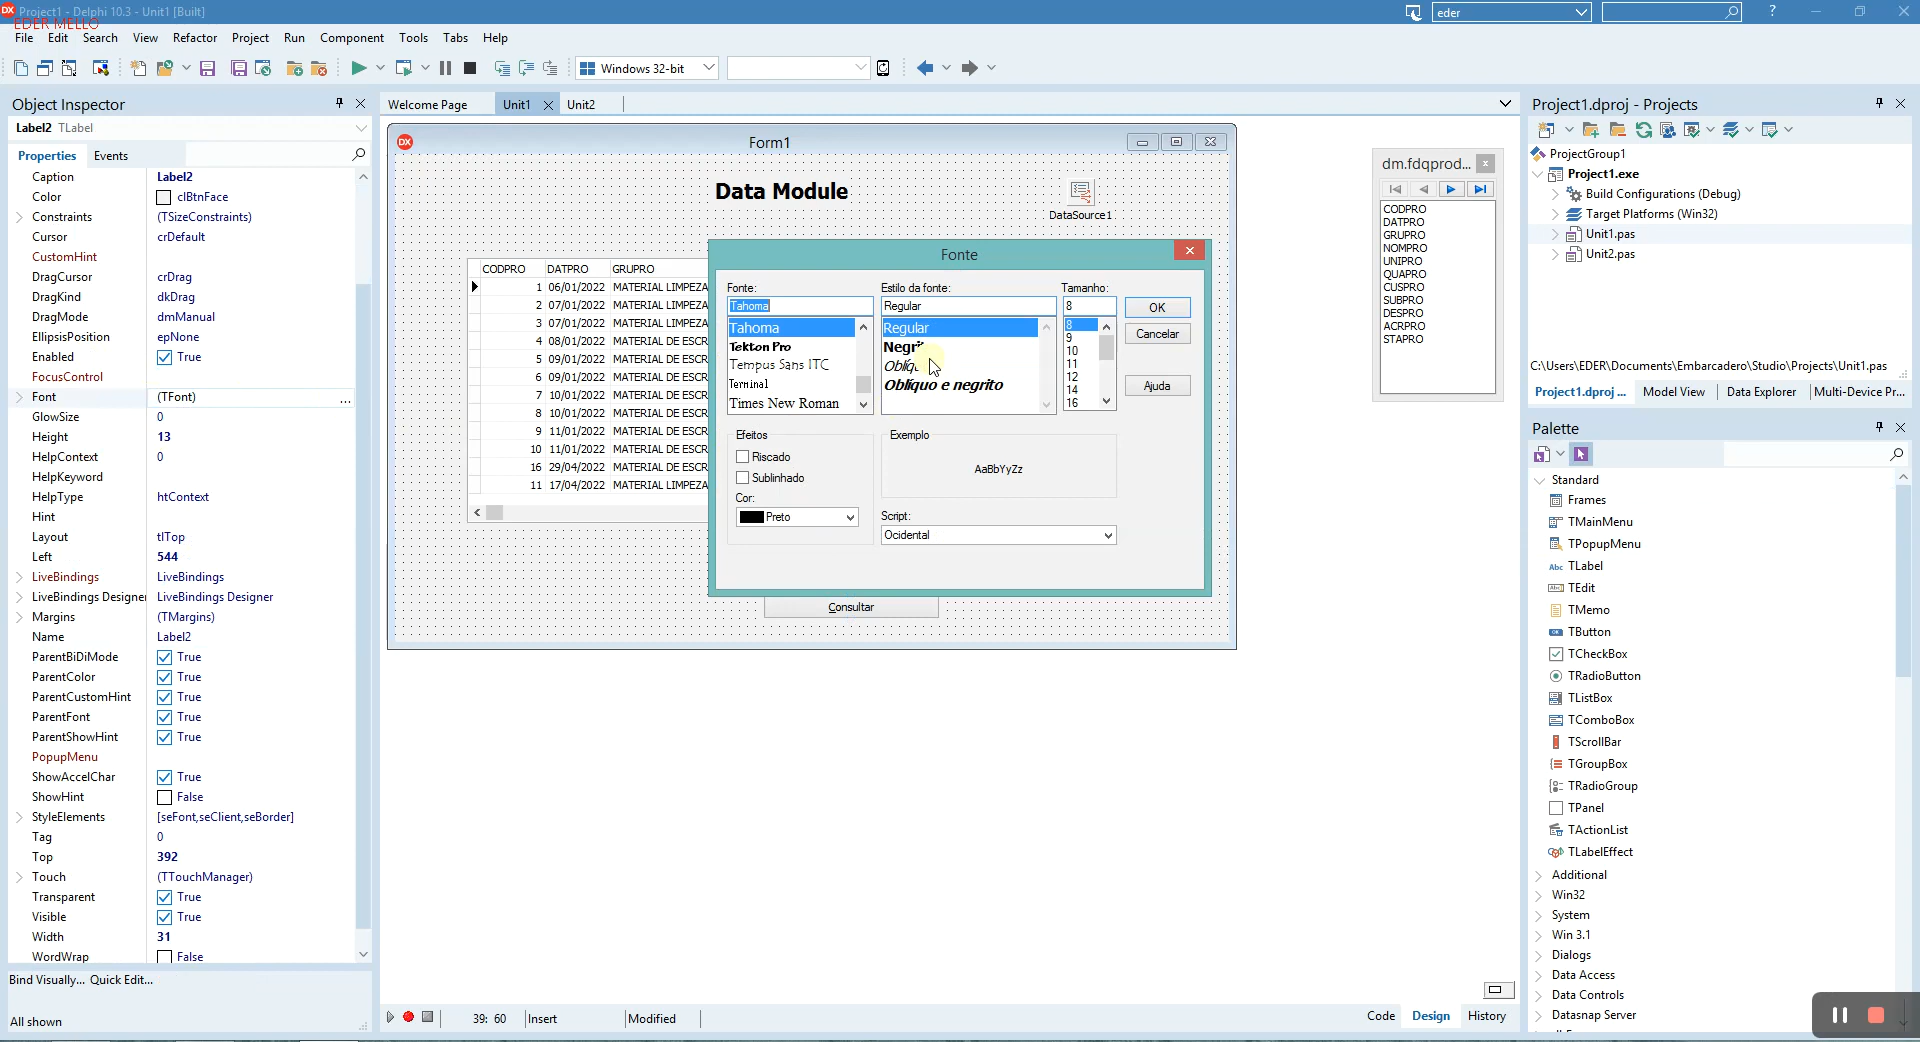 Project1 - Delphi 10.3 - Unit1 [Built]
EDER MELLO
eder
?
File Edit Search View Refactor Project Run Component Tools Tabs Help
Windows 32-bit
Object Inspector
Label2 TLabel
Properties Events
Caption Label2
Color clBtnFace
Constraints (TSizeConstraints)
Cursor crDefault
CustomHint
DragCursor crDrag
DragKind dkDrag
DragMode dmManual
EllipsisPosition epNone
Enabled True
FocusControl
Font (TFont) ...
GlowSize 0
Height 13
HelpContext 0
HelpKeyword
HelpType htContext
Hint
Layout tlTop
Left 544
LiveBindings LiveBindings
LiveBindings Designer LiveBindings Designer
Margins (TMargins)
Name Label2
ParentBiDiMode True
ParentColor True
ParentCustomHint True
ParentFont True
ParentShowHint True
PopupMenu
ShowAccelChar True
ShowHint False
StyleElements [seFont,seClient,seBorder]
Tag 0
Top 392
Touch (TTouchManager)
Transparent True
Visible True
Width 31
WordWrap False
Bind Visually... Quick Edit...
All shown
Welcome Page Unit1 Unit2
Form1
Data Module
DataSource1
CODPRO DATPRO GRUPRO
1 06/01/2022 MATERIAL LIMPEZA
2 07/01/2022 MATERIAL LIMPEZA
3 07/01/2022 MATERIAL LIMPEZA
4 08/01/2022 MATERIAL DE ESCR
5 09/01/2022 MATERIAL DE ESCR
6 09/01/2022 MATERIAL DE ESCR
7 10/01/2022 MATERIAL DE ESCR
8 10/01/2022 MATERIAL DE ESCR
9 11/01/2022 MATERIAL DE ESCR
10 11/01/2022 MATERIAL DE ESCR
16 29/04/2022 MATERIAL DE ESCR
11 17/04/2022 MATERIAL LIMPEZA
Consultar
Fonte
Fonte: Estilo da fonte: Tamanho:
Tahoma Regular 8
Tahoma
Tekton Pro
Tempus Sans ITC
Terminal
Times New Roman
Regular
Negrit
Oblíqu
Oblíquo e negrito
8
9
10
11
12
14
16
OK
Cancelar
Ajuda
Efeitos
Riscado
Sublinhado
Cor:
Preto
Exemplo
AaBbYyZz
Script:
Ocidental
dm.fdqprod...
CODPRO
DATPRO
GRUPRO
NOMPRO
UNIPRO
QUAPRO
CUSPRO
SUBPRO
DESPRO
ACRPRO
STAPRO
39: 60 Insert Modified
Code Design History
Project1.dproj - Projects
ProjectGroup1
Project1.exe
Build Configurations (Debug)
Target Platforms (Win32)
Unit1.pas
Unit2.pas
C:\Users\EDER\Documents\Embarcadero\Studio\Projects\Unit1.pas
Project1.dproj ... Model View Data Explorer Multi-Device Pr...
Palette
Standard
Frames
TMainMenu
TPopupMenu
TLabel
TEdit
TMemo
TButton
TCheckBox
TRadioButton
TListBox
TComboBox
TScrollBar
TGroupBox
TRadioGroup
TPanel
TActionList
TLabelEffect
Additional
Win32
System
Win 3.1
Dialogs
Data Access
Data Controls
Datasnap Server